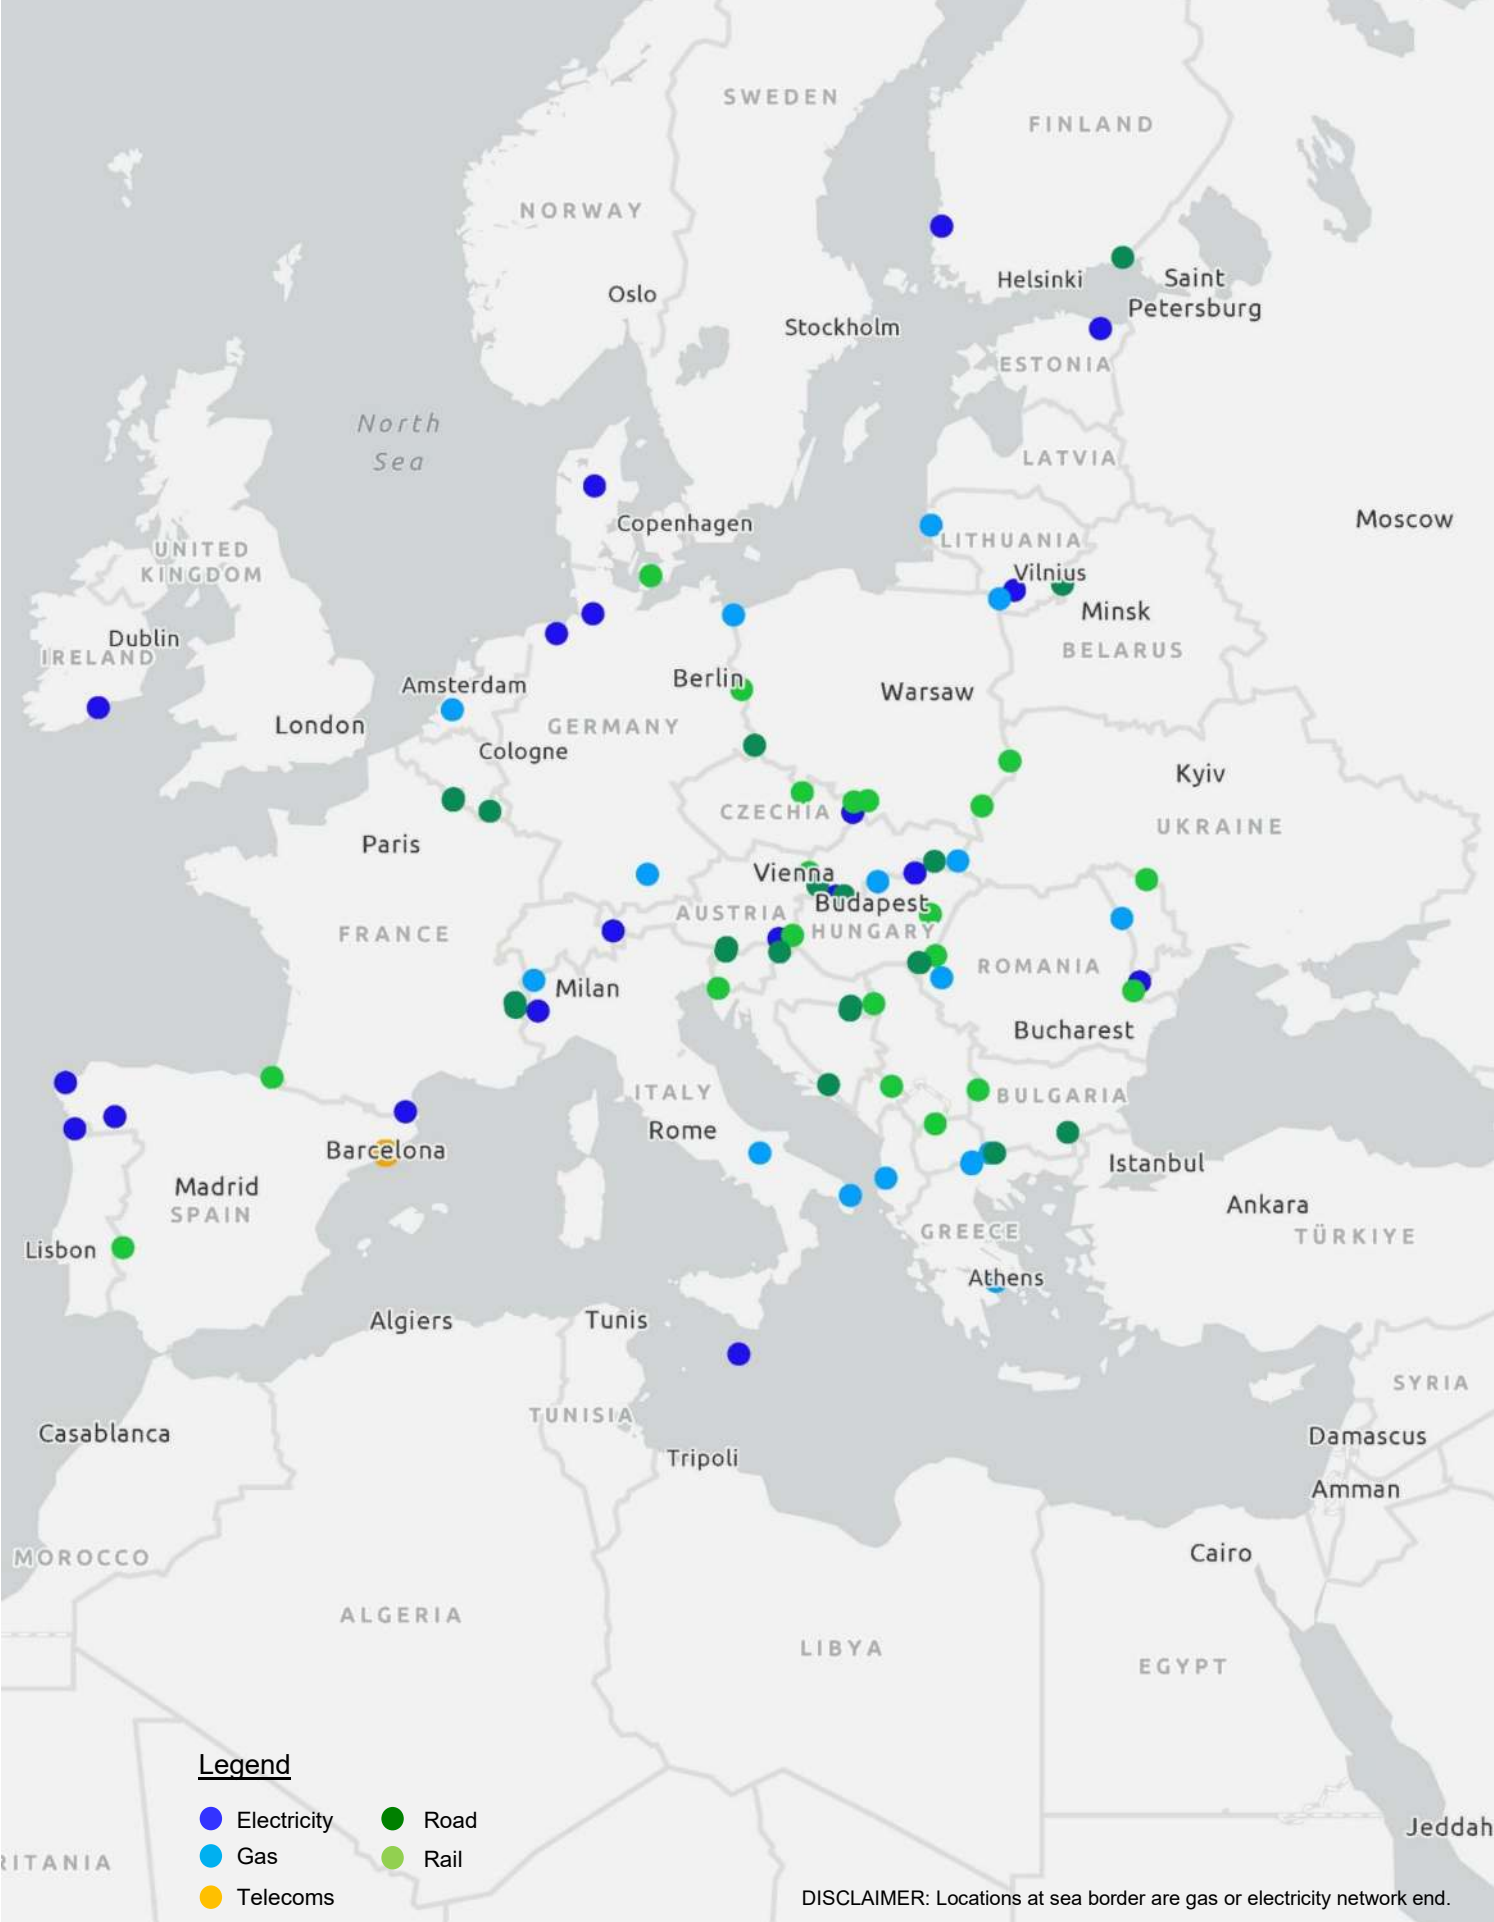 SWEDEN
FINLAND
NORWAY
Oslo
Helsinki
Saint
Petersburg
Stockholm
ESTONIA
North
Sea
LATVIA
Copenhagen
Moscow
LITHUANIA
UNITED
KINGDOM
Vilnius
Minsk
BELARUS
Dublin
IRELAND
Amsterdam
Berlin
Warsaw
London
GERMANY
Cologne
Kyiv
CZECHIA
UKRAINE
Paris
Vienna
Budapest
AUSTRIA
HUNGARY
FRANCE
ROMANIA
Milan
Bucharest
ITALY
BULGARIA
Rome
Barcelona
Istanbul
Madrid
SPAIN
Ankara
TÜRKIYE
GREECE
Lisbon
Athens
Algiers
Tunis
SYRIA
TUNISIA
Casablanca
Damascus
Tripoli
Amman
Cairo
MOROCCO
ALGERIA
LIBYA
EGYPT
Legend
Electricity
Road
Gas
Rail
Telecoms
Jeddah
RITANIA
DISCLAIMER: Locations at sea border are gas or electricity network end.